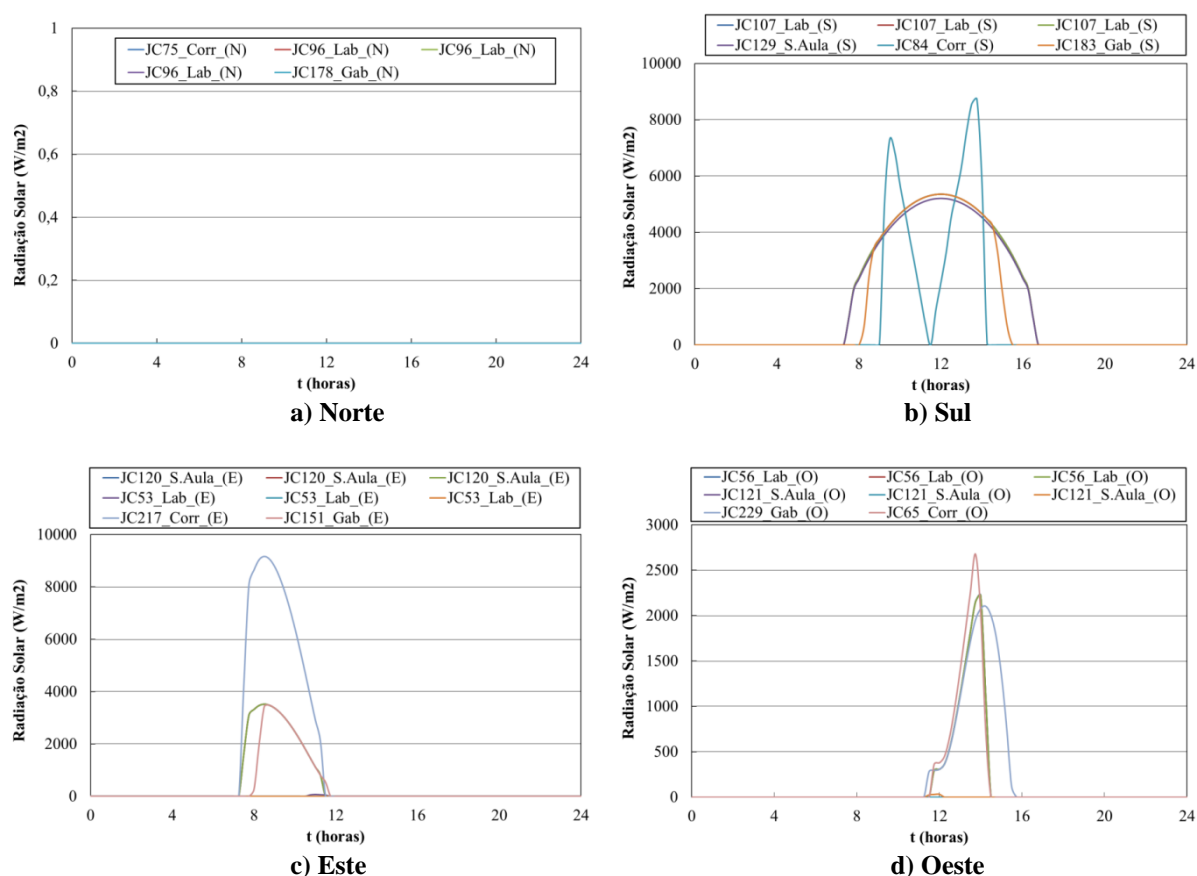 JC75_Corr_(N) JC96_Lab_(N) JC96_Lab_(N)
JC96_Lab_(N) JC178_Gab_(N)
Radiação Solar (W/m2)
1
0,8
0,6
0,4
0,2
0
0 4 8 12 16 20 24
t (horas)
a) Norte
JC107_Lab_(S) JC107_Lab_(S) JC107_Lab_(S)
JC129_S.Aula_(S) JC84_Corr_(S) JC183_Gab_(S)
Radiação Solar (W/m2)
10000
8000
6000
4000
2000
0
0 4 8 12 16 20 24
t (horas)
b) Sul
JC120_S.Aula_(E) JC120_S.Aula_(E) JC120_S.Aula_(E)
JC53_Lab_(E) JC53_Lab_(E) JC53_Lab_(E)
JC217_Corr_(E) JC151_Gab_(E)
Radiação Solar (W/m2)
10000
8000
6000
4000
2000
0
0 4 8 12 16 20 24
t (horas)
c) Este
JC56_Lab_(O) JC56_Lab_(O) JC56_Lab_(O)
JC121_S.Aula_(O) JC121_S.Aula_(O) JC121_S.Aula_(O)
JC229_Gab_(O) JC65_Corr_(O)
Radiação Solar (W/m2)
3000
2500
2000
1500
1000
500
0
0 4 8 12 16 20 24
t (horas)
d) Oeste